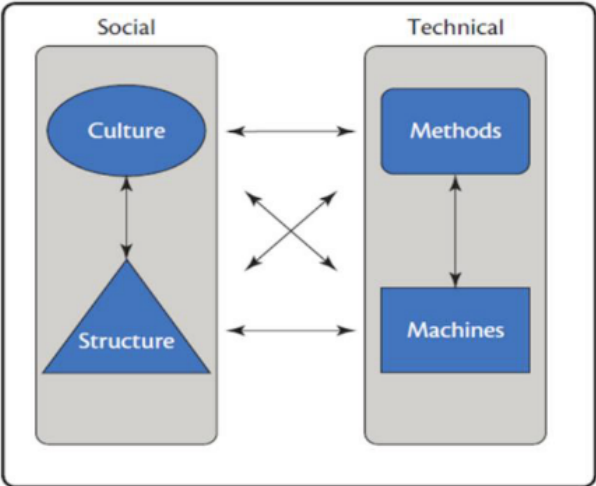 Social
Technical
Culture
Methods
Structure
Machines